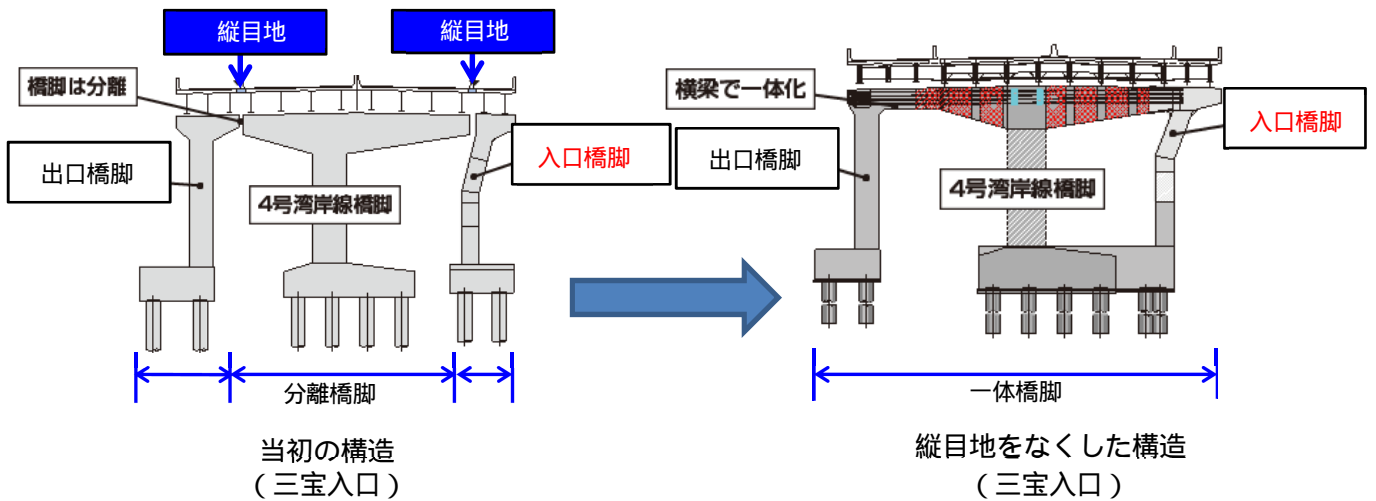 縦目地
縦目地
橋脚は分離
出口橋脚
4号湾岸線橋脚
入口橋脚
分離橋脚
当初の構造
(三宝入口)
横梁で一体化
出口橋脚
4号湾岸線橋脚
入口橋脚
一体橋脚
縦目地をなくした構造
(三宝入口)